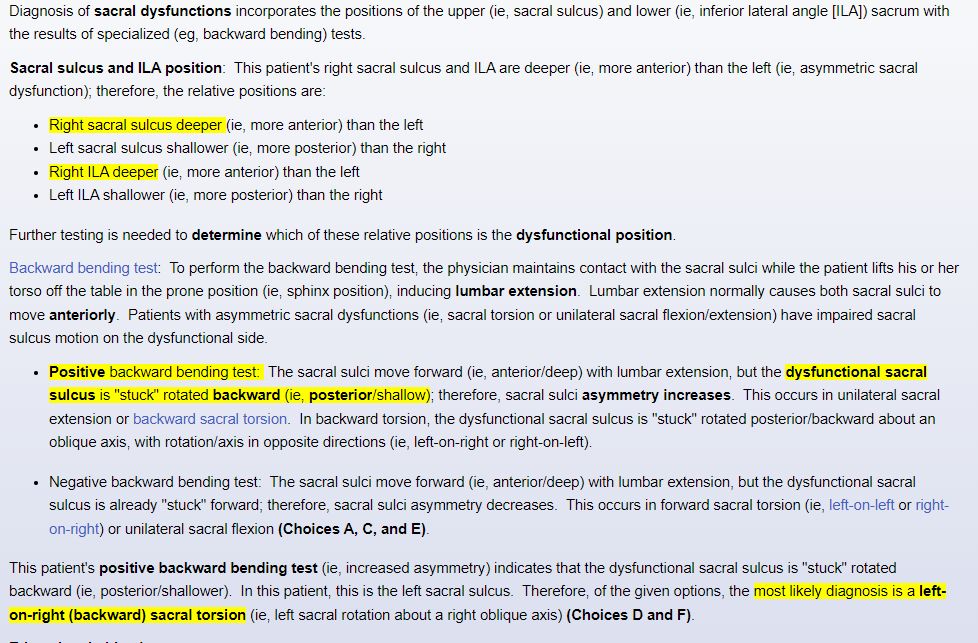 Diagnosis of sacral dysfunctions incorporates the positions of the upper (ie, sacral sulcus) and lower (ie, inferior lateral angle [ILA]) sacrum with
the results of specialized (eg, backward bending) tests.
Sacral sulcus and ILA position:  This patient's right sacral sulcus and ILA are deeper (ie, more anterior) than the left (ie, asymmetric sacral
dysfunction); therefore, the relative positions are:
• Right sacral sulcus deeper (ie, more anterior) than the left
• Left sacral sulcus shallower (ie, more posterior) than the right
• Right ILA deeper (ie, more anterior) than the left
• Left ILA shallower (ie, more posterior) than the right
Further testing is needed to determine which of these relative positions is the dysfunctional position.
Backward bending test:  To perform the backward bending test, the physician maintains contact with the sacral sulci while the patient lifts his or her
torso off the table in the prone position (ie, sphinx position), inducing lumbar extension.  Lumbar extension normally causes both sacral sulci to
move anteriorly.  Patients with asymmetric sacral dysfunctions (ie, sacral torsion or unilateral sacral flexion/extension) have impaired sacral
sulcus motion on the dysfunctional side.
• Positive backward bending test:  The sacral sulci move forward (ie, anterior/deep) with lumbar extension, but the dysfunctional sacral
sulcus is "stuck" rotated backward (ie, posterior/shallow); therefore, sacral sulci asymmetry increases.  This occurs in unilateral sacral
extension or backward sacral torsion.  In backward torsion, the dysfunctional sacral sulcus is "stuck" rotated posterior/backward about an
oblique axis, with rotation/axis in opposite directions (ie, left-on-right or right-on-left).
• Negative backward bending test:  The sacral sulci move forward (ie, anterior/deep) with lumbar extension, but the dysfunctional sacral
sulcus is already "stuck" forward; therefore, sacral sulci asymmetry decreases.  This occurs in forward sacral torsion (ie, left-on-left or right-
on-right) or unilateral sacral flexion (Choices A, C, and E).
This patient's positive backward bending test (ie, increased asymmetry) indicates that the dysfunctional sacral sulcus is "stuck" rotated
backward (ie, posterior/shallower).  In this patient, this is the left sacral sulcus.  Therefore, of the given options, the most likely diagnosis is a left-
on-right (backward) sacral torsion (ie, left sacral rotation about a right oblique axis) (Choices D and F).